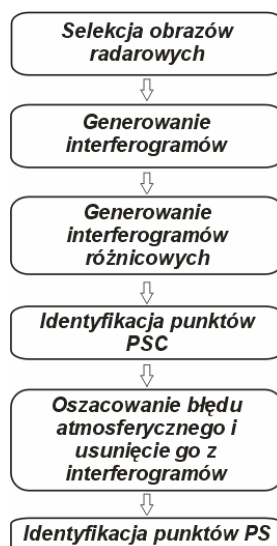 Selekcja obrazów
radarowych
Generowanie
interferogramów
Generowanie
interferogramów
różnicowych
Identyfikacja punktów
PSC
Oszacowanie błędu
atmosferycznego i
usunięcie go z
interferogramów
Identyfikacja punktów PS